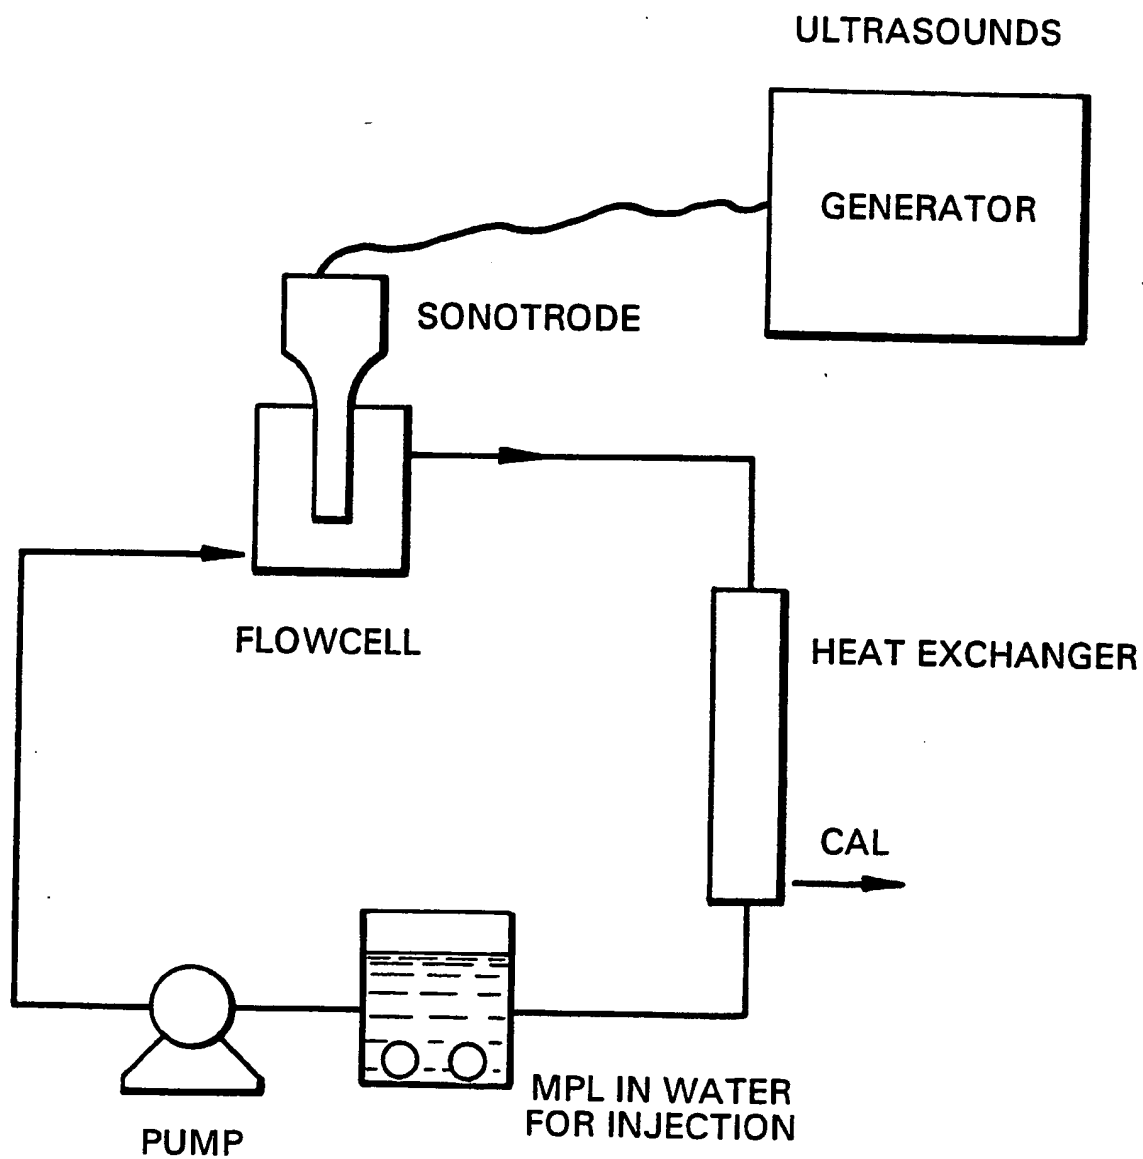 ULTRASOUNDS
GENERATOR
SONOTRODE
FLOWCELL
HEAT EXCHANGER
CAL
MPL IN WATER
FOR INJECTION
PUMP